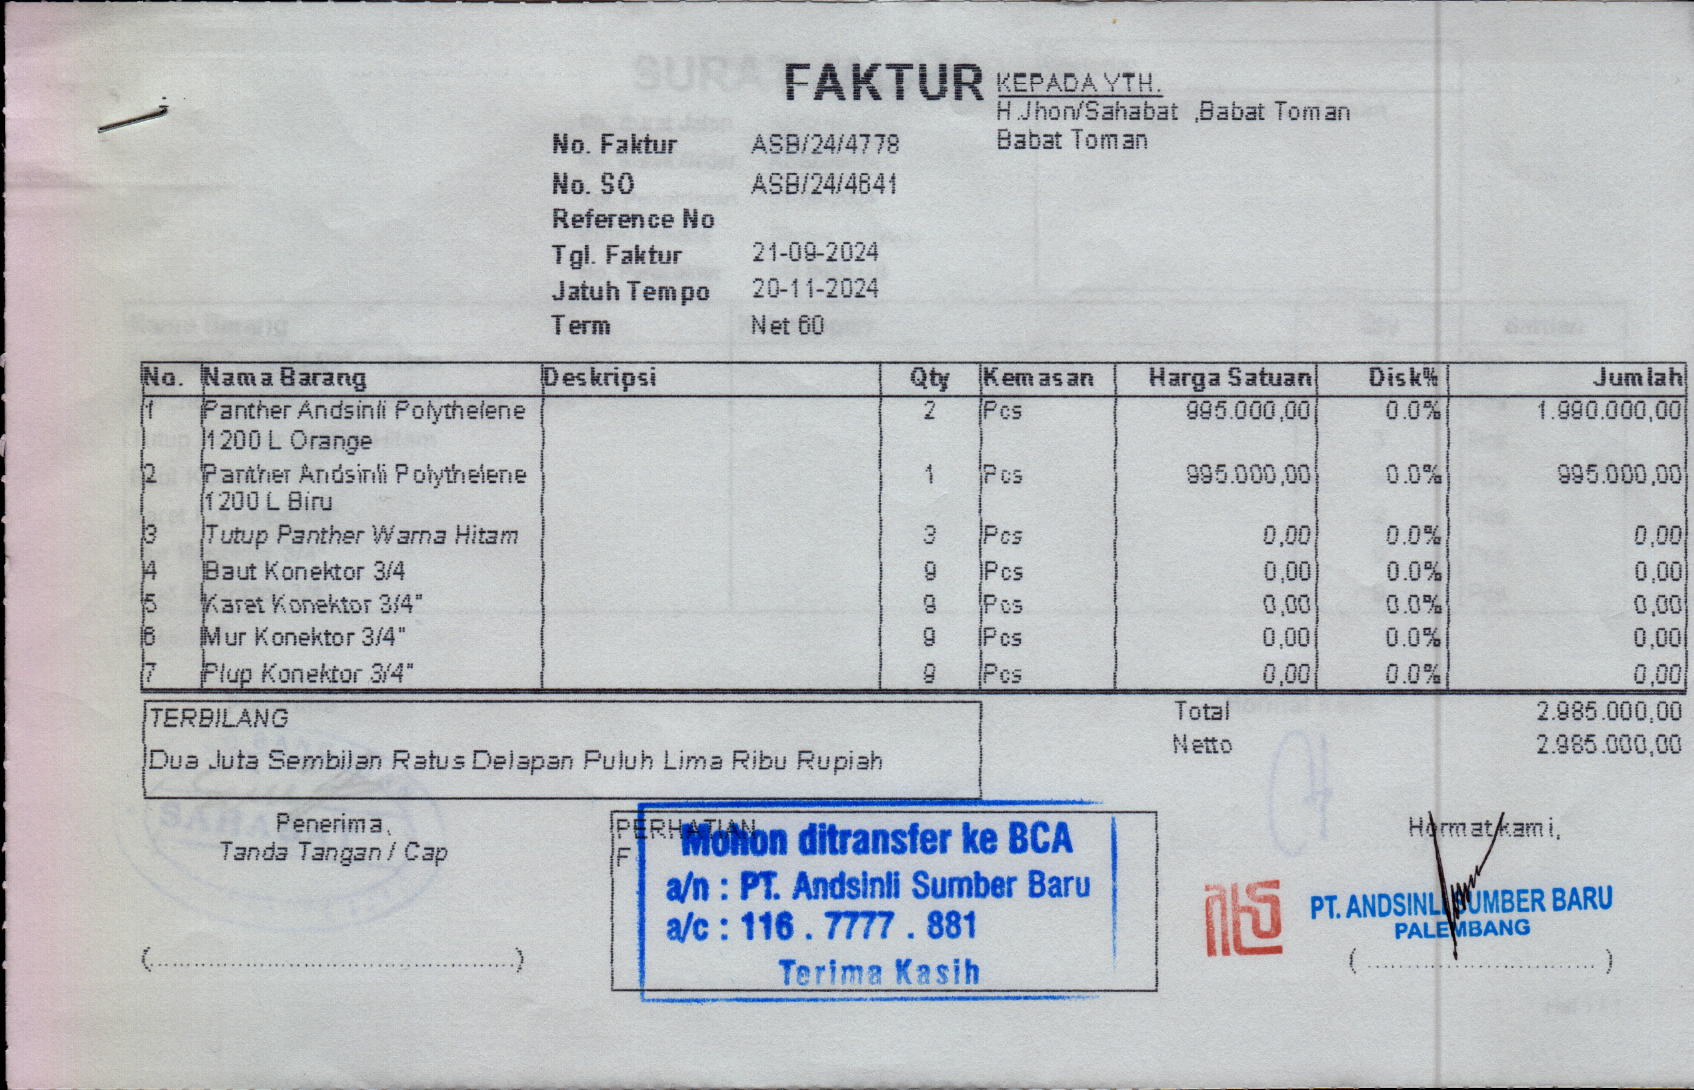 FAKTUR
KEPADA YTH.
H.Jhon/Sahabat ,Babat Toman
Babat Toman
No. Faktur ASB/24/4778
No. SO ASB/24/4641
Reference No
Tgl. Faktur 21-09-2024
Jatuh Tempo 20-11-2024
Term Net 60
No. Nama Barang Deskripsi Qty Kemasan Harga Satuan Disk% Jumlah
1 Panther Andsinli Polythelene 2 Pcs 995.000,00 0.0% 1.990.000,00
1200 L Orange
2 Panther Andsinli Polythelene 1 Pcs 995.000,00 0.0% 995.000,00
1200 L Biru
3 Tutup Panther Warna Hitam 3 Pcs 0,00 0.0% 0,00
4 Baut Konektor 3/4 9 Pcs 0,00 0.0% 0,00
5 Karet Konektor 3/4" 9 Pcs 0,00 0.0% 0,00
6 Mur Konektor 3/4" 9 Pcs 0,00 0.0% 0,00
7 Plup Konektor 3/4" 9 Pcs 0,00 0.0% 0,00
TERBILANG
Dua Juta Sembilan Ratus Delapan Puluh Lima Ribu Rupiah
Total 2.985.000,00
Netto 2.985.000,00
Penerima,
Tanda Tangan / Cap
PERHATIAN
F
Mohon ditransfer ke BCA
a/n : PT. Andsinli Sumber Baru
a/c : 116 . 7777 . 881
Terima Kasih
Hormat kami,
PT. ANDSINLI SUMBER BARU
PALEMBANG